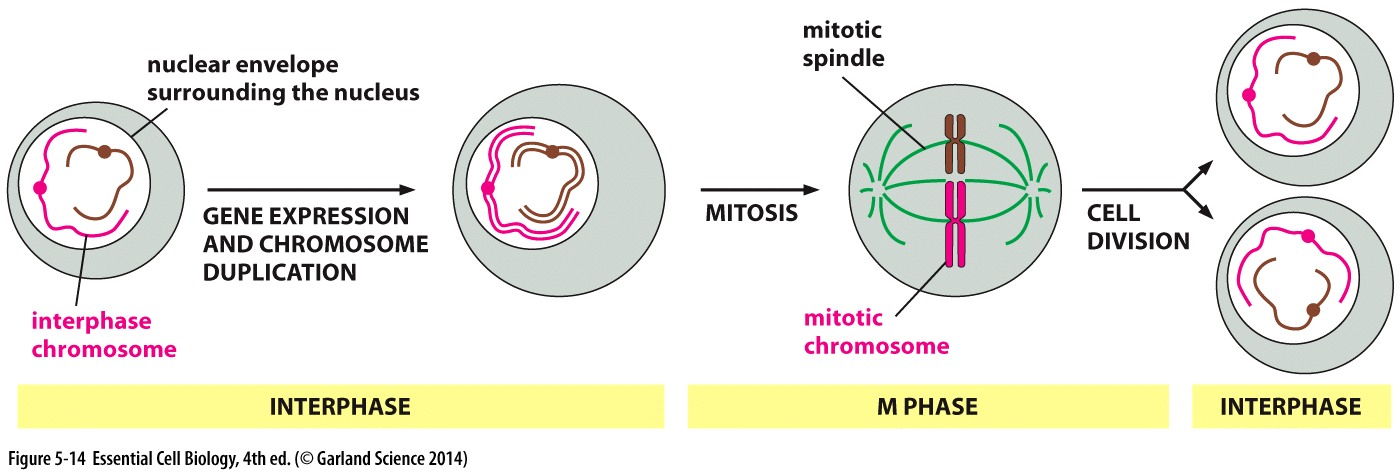 nuclear envelope
surrounding the nucleus
GENE EXPRESSION
AND CHROMOSOME
DUPLICATION
interphase
chromosome
MITOSIS
mitotic
spindle
mitotic
chromosome
CELL
DIVISION
INTERPHASE
M PHASE
INTERPHASE
Figure 5-14 Essential Cell Biology, 4th ed. (© Garland Science 2014)